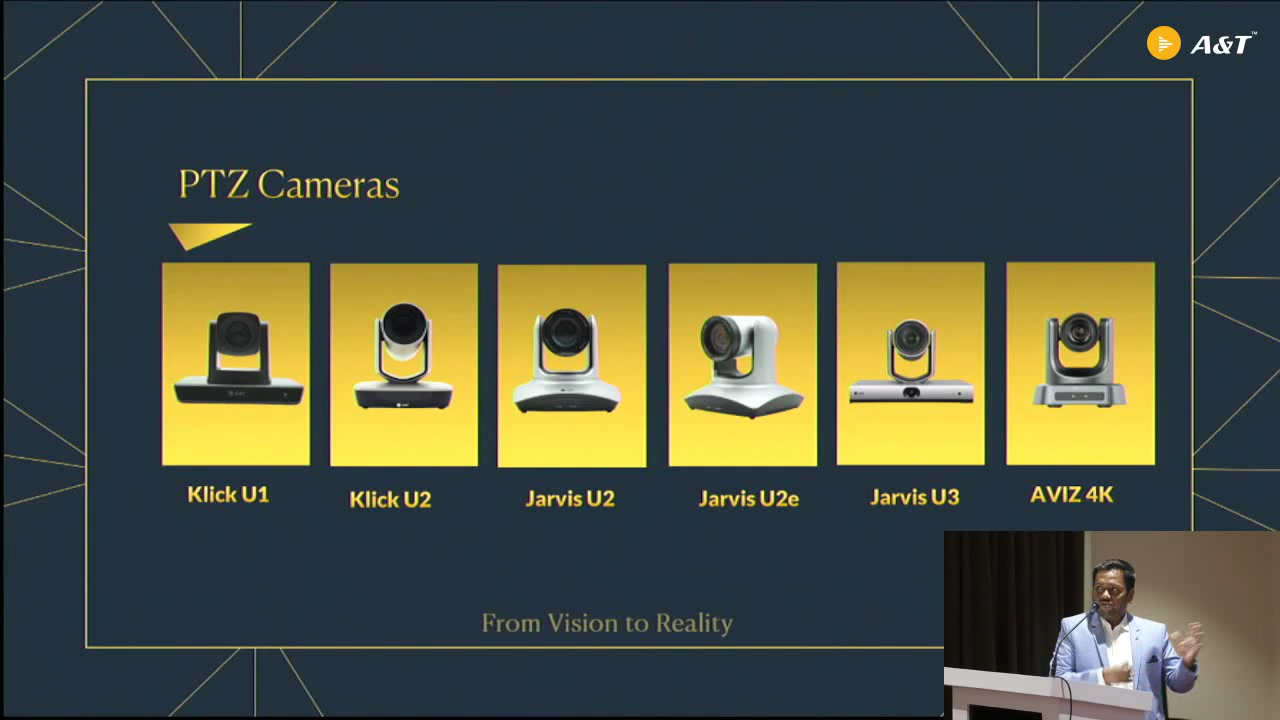 A&T™
PTZ Cameras
Klick U1
Klick U2
Jarvis U2
Jarvis U2e
Jarvis U3
AVIZ 4K
From Vision to Reality